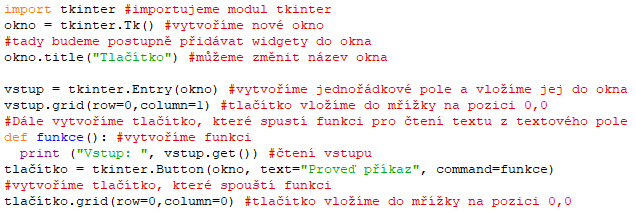 import tkinter #importujeme modul tkinter
okno = tkinter.Tk() #vytvoříme nové okno
#tady budeme postupně přidávat widgety do okna
okno.title("Tlačítko") #můžeme změnit název okna

vstup = tkinter.Entry(okno) #vytvoříme jednořádkové pole a vložíme jej do okna
vstup.grid(row=0,column=1) #tlačítko vložíme do mřížky na pozici 0,0
#Dále vytvoříme tlačítko, které spustí funkci pro čtení textu z textového pole
def funkce(): #vytvoříme funkci
  print ("Vstup: ", vstup.get()) #čtení vstupu
tlačítko = tkinter.Button(okno, text="Proveď příkaz", command=funkce)
#vytvoříme tlačítko, které spouští funkci
tlačítko.grid(row=0,column=0) #tlačítko vložíme do mřížky na pozici 0,0